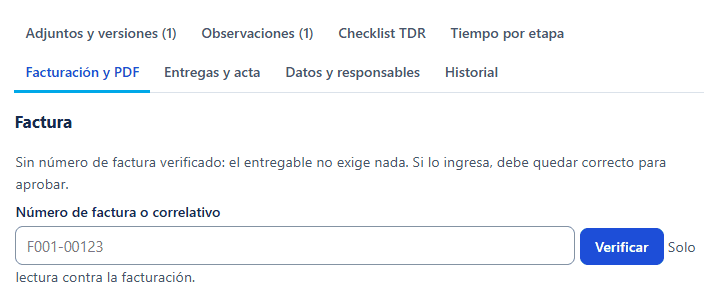 Adjuntos y versiones (1) Observaciones (1) Checklist TDR Tiempo por etapa
Facturación y PDF Entregas y acta Datos y responsables Historial
Factura
Sin número de factura verificado: el entregable no exige nada. Si lo ingresa, debe quedar correcto para
aprobar.
Número de factura o correlativo
F001-00123 Verificar Solo
lectura contra la facturación.